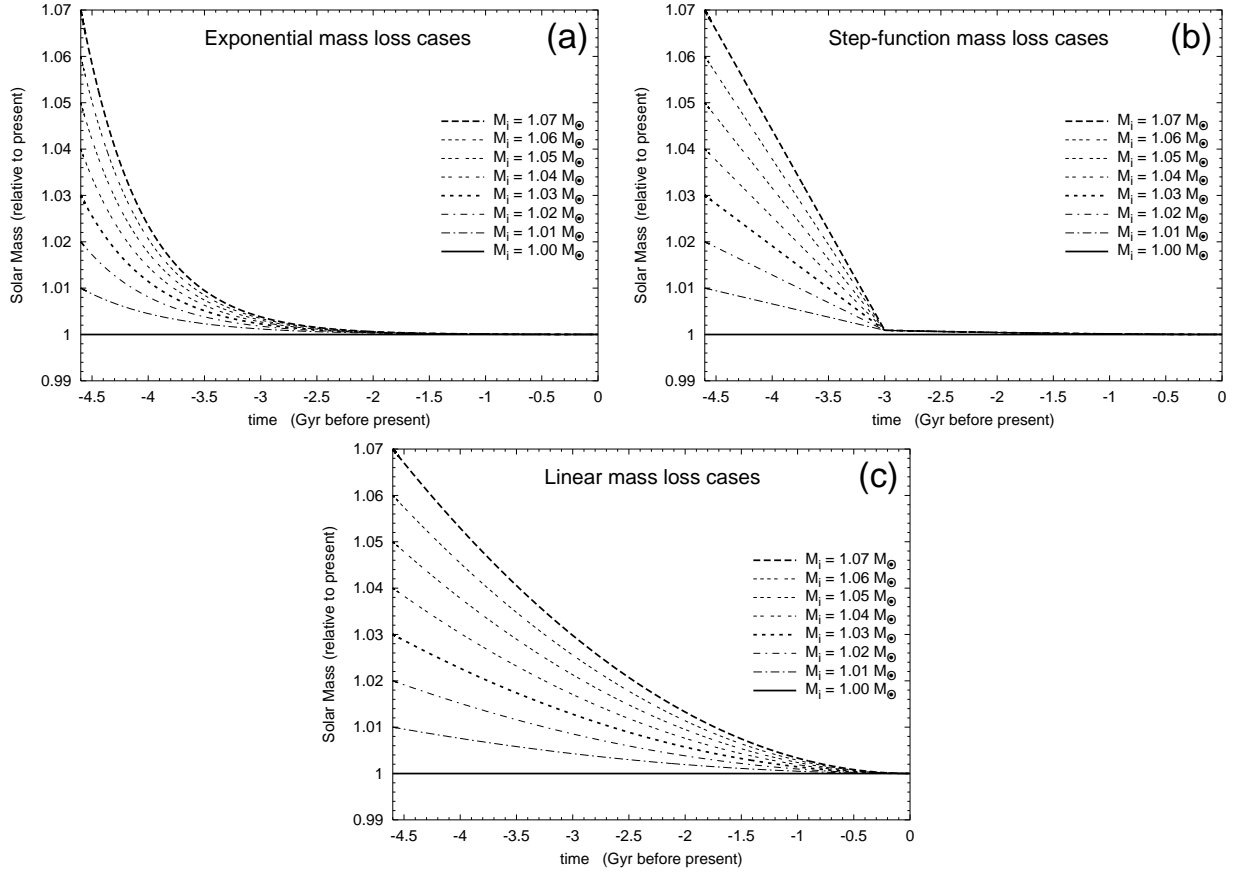 (a)
Exponential mass loss cases
Solar Mass (relative to present)
1.07
1.06
1.05
1.04
1.03
1.02
1.01
1
0.99
M_i = 1.07 M_⊙
M_i = 1.06 M_⊙
M_i = 1.05 M_⊙
M_i = 1.04 M_⊙
M_i = 1.03 M_⊙
M_i = 1.02 M_⊙
M_i = 1.01 M_⊙
M_i = 1.00 M_⊙
-4.5 -4 -3.5 -3 -2.5 -2 -1.5 -1 -0.5 0
time (Gyr before present)
(b)
Step-function mass loss cases
Solar Mass (relative to present)
1.07
1.06
1.05
1.04
1.03
1.02
1.01
1
0.99
M_i = 1.07 M_⊙
M_i = 1.06 M_⊙
M_i = 1.05 M_⊙
M_i = 1.04 M_⊙
M_i = 1.03 M_⊙
M_i = 1.02 M_⊙
M_i = 1.01 M_⊙
M_i = 1.00 M_⊙
-4.5 -4 -3.5 -3 -2.5 -2 -1.5 -1 -0.5 0
time (Gyr before present)
(c)
Linear mass loss cases
Solar Mass (relative to present)
1.07
1.06
1.05
1.04
1.03
1.02
1.01
1
0.99
M_i = 1.07 M_⊙
M_i = 1.06 M_⊙
M_i = 1.05 M_⊙
M_i = 1.04 M_⊙
M_i = 1.03 M_⊙
M_i = 1.02 M_⊙
M_i = 1.01 M_⊙
M_i = 1.00 M_⊙
-4.5 -4 -3.5 -3 -2.5 -2 -1.5 -1 -0.5 0
time (Gyr before present)